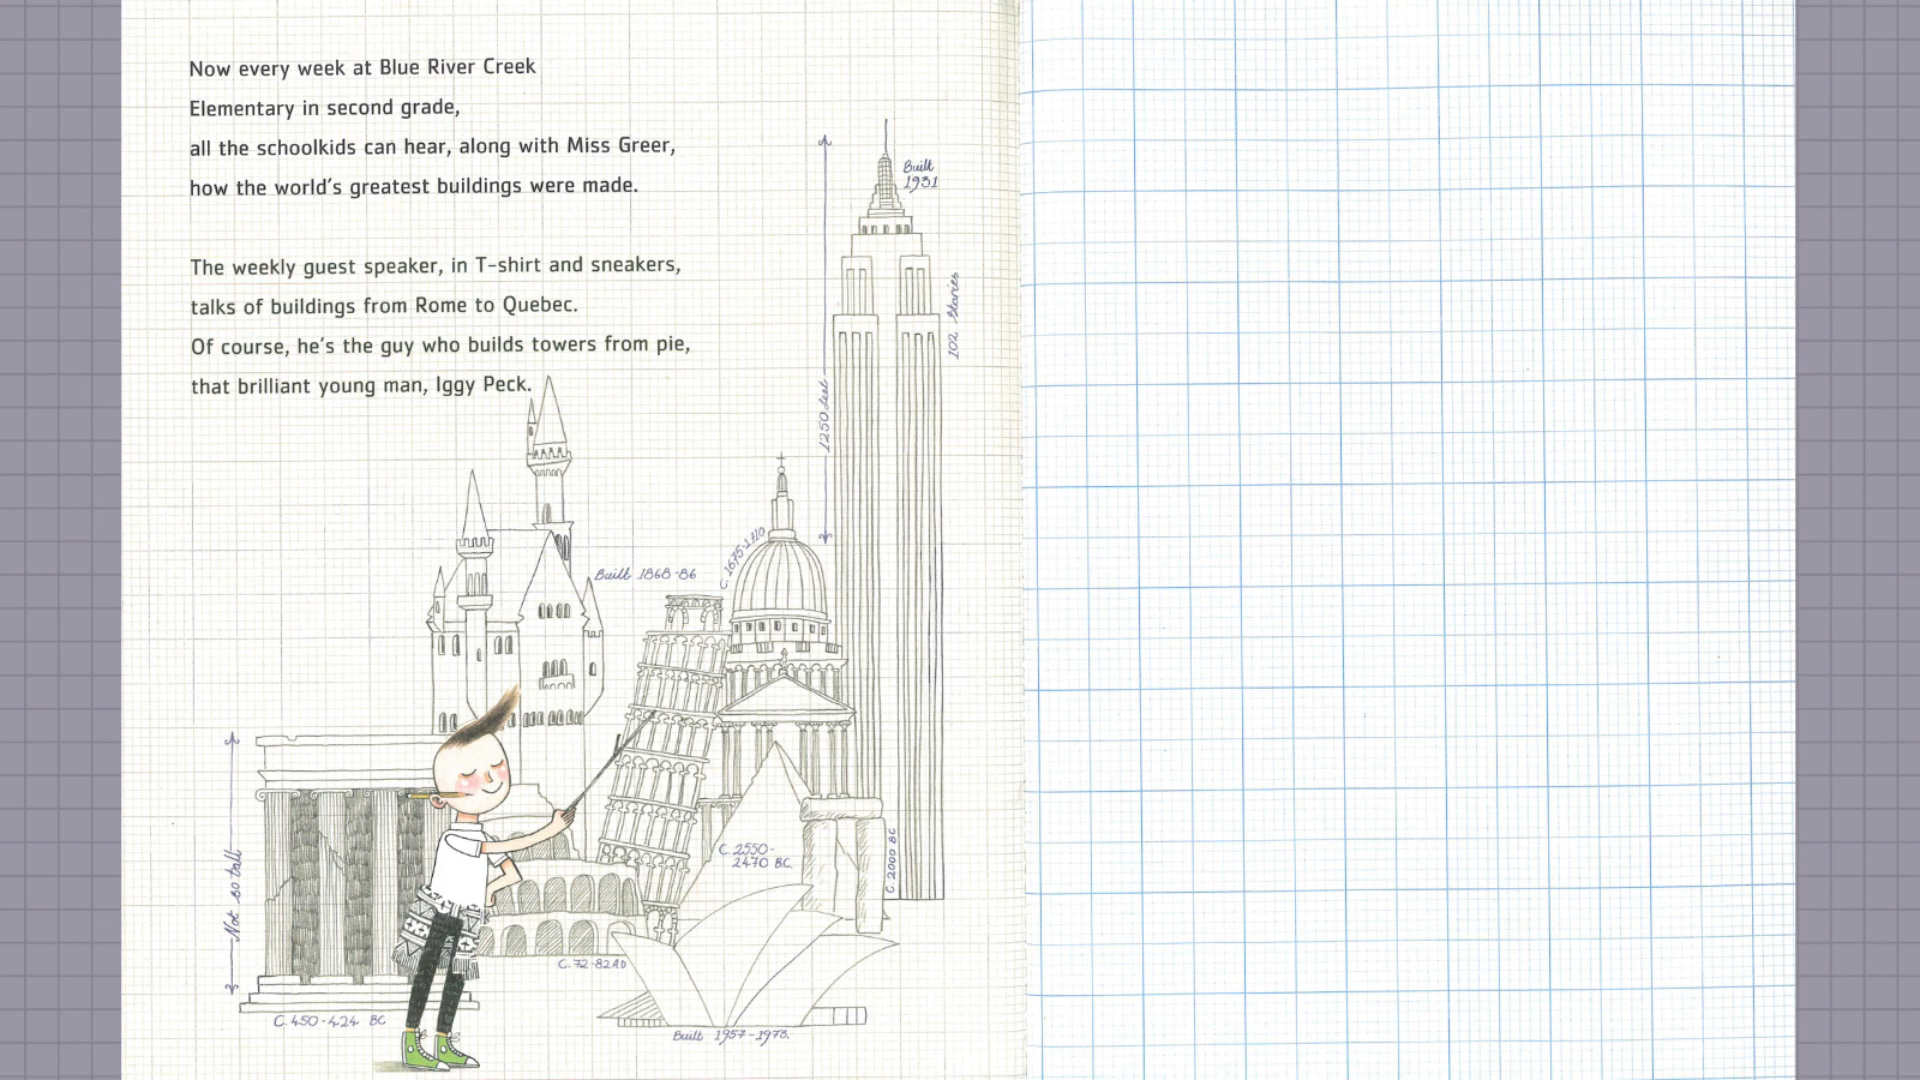 Now every week at Blue River Creek
Elementary in second grade,
all the schoolkids can hear, along with Miss Greer,
how the world's greatest buildings were made.
The weekly guest speaker, in T-shirt and sneakers,
talks of buildings from Rome to Quebec.
Of course, he's the guy who builds towers from pie,
that brilliant young man, Iggy Peck.
Built
1931
102 Stories
1250 feet
C. 1675-1710
Built 1868-86
C. 2550-
2470 BC.
C. 2000 BC
Not so tall
C. 72-82AD
C. 450-424 BC
Built 1957-1973.